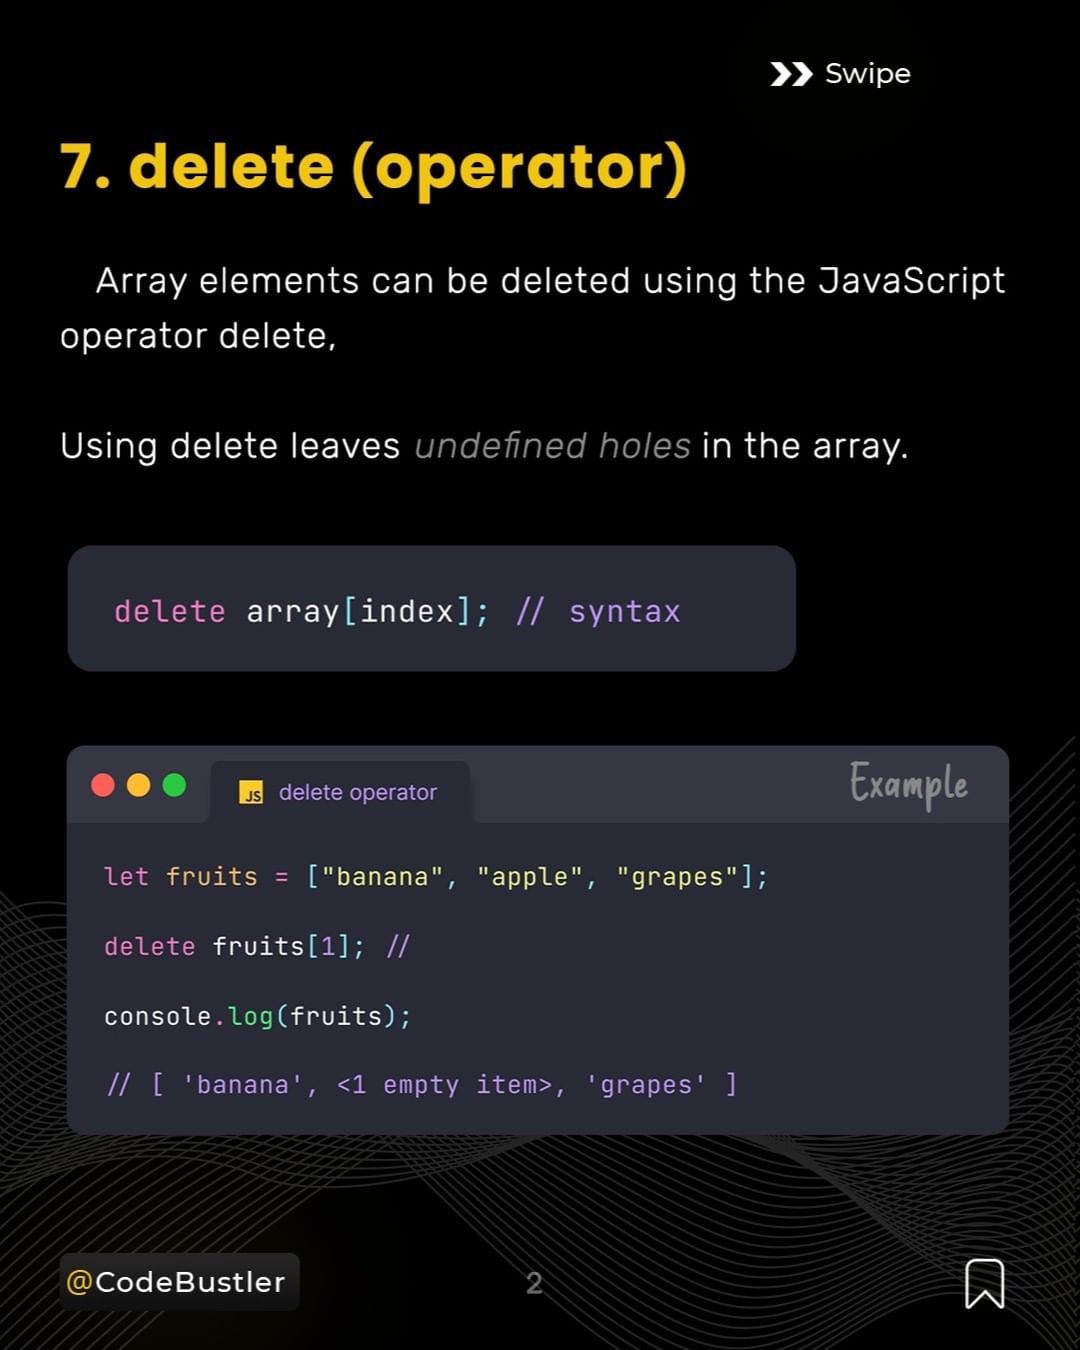 Swipe
7. delete (operator)
Array elements can be deleted using the JavaScript
operator delete,
Using delete leaves undefined holes in the array.
delete array[index]; // syntax
JS delete operator
Example
let fruits = ["banana", "apple", "grapes"];
delete fruits[1]; //
console.log(fruits);
// [ 'banana', <1 empty item>, 'grapes' ]
@CodeBustler
2